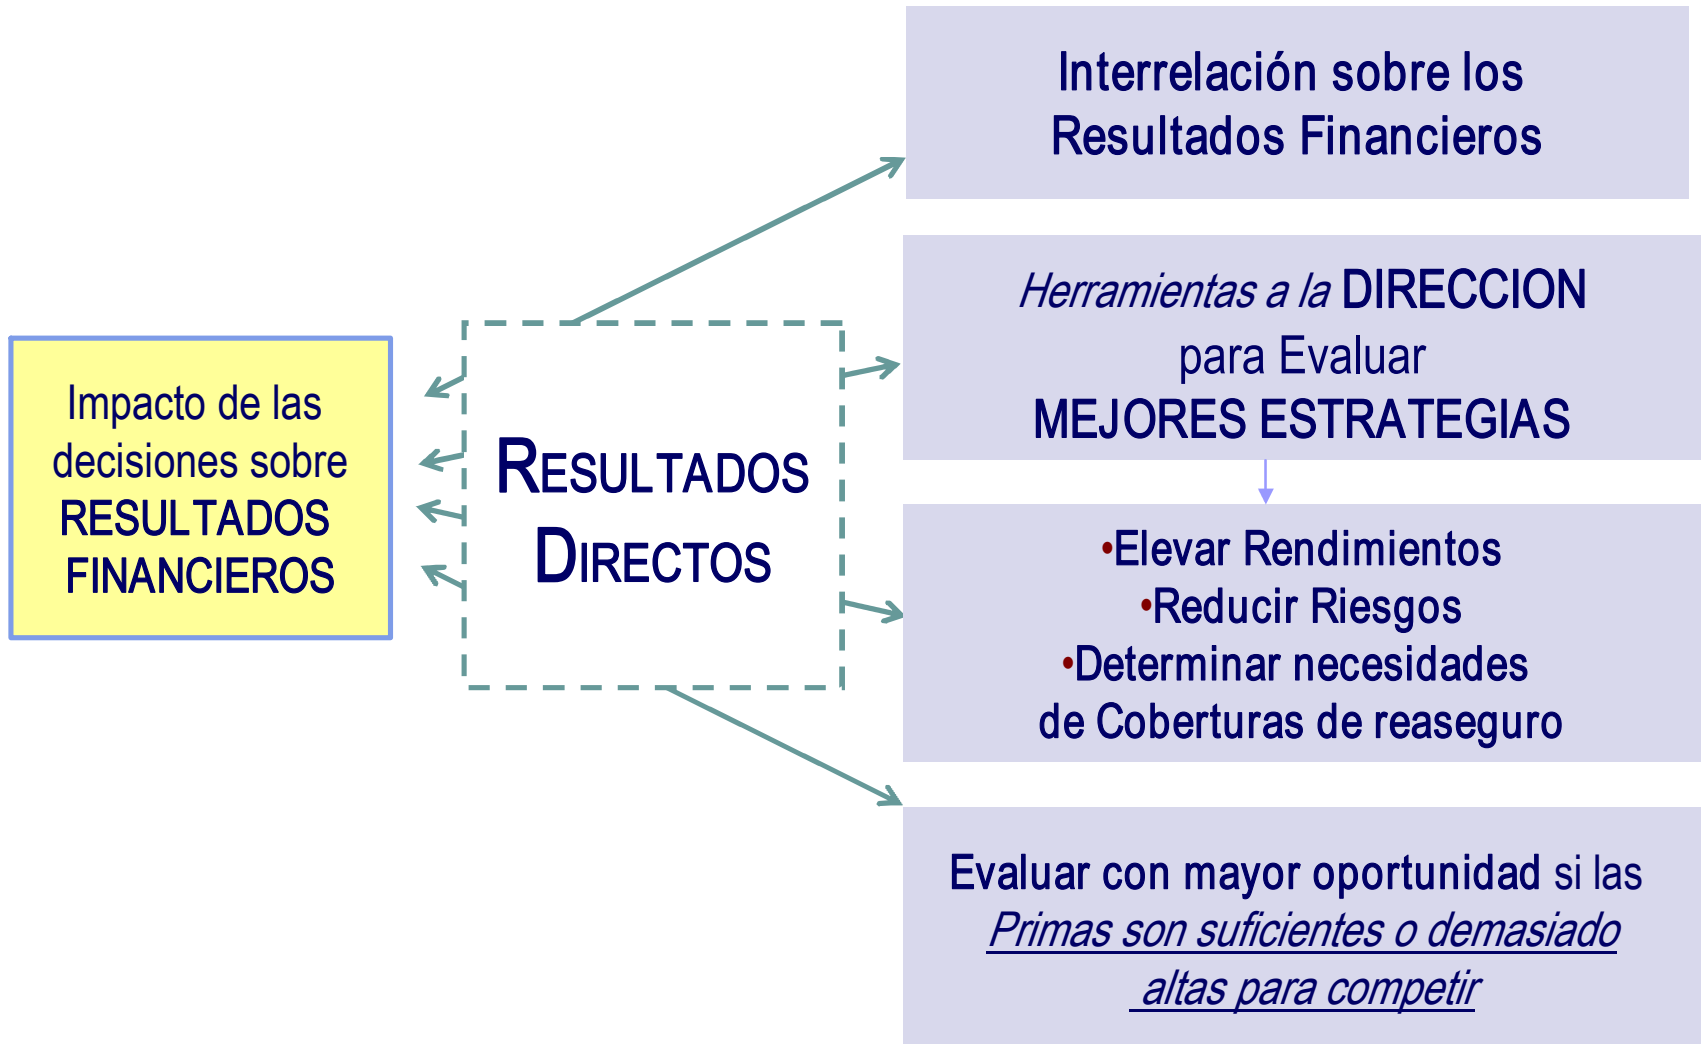 Impacto de las
decisiones sobre
RESULTADOS
FINANCIEROS
RESULTADOS
DIRECTOS
Interrelación sobre los
Resultados Financieros
Herramientas a la DIRECCION
para Evaluar
MEJORES ESTRATEGIAS
•Elevar Rendimientos
•Reducir Riesgos
•Determinar necesidades
de Coberturas de reaseguro
Evaluar con mayor oportunidad si las
Primas son suficientes o demasiado
altas para competir